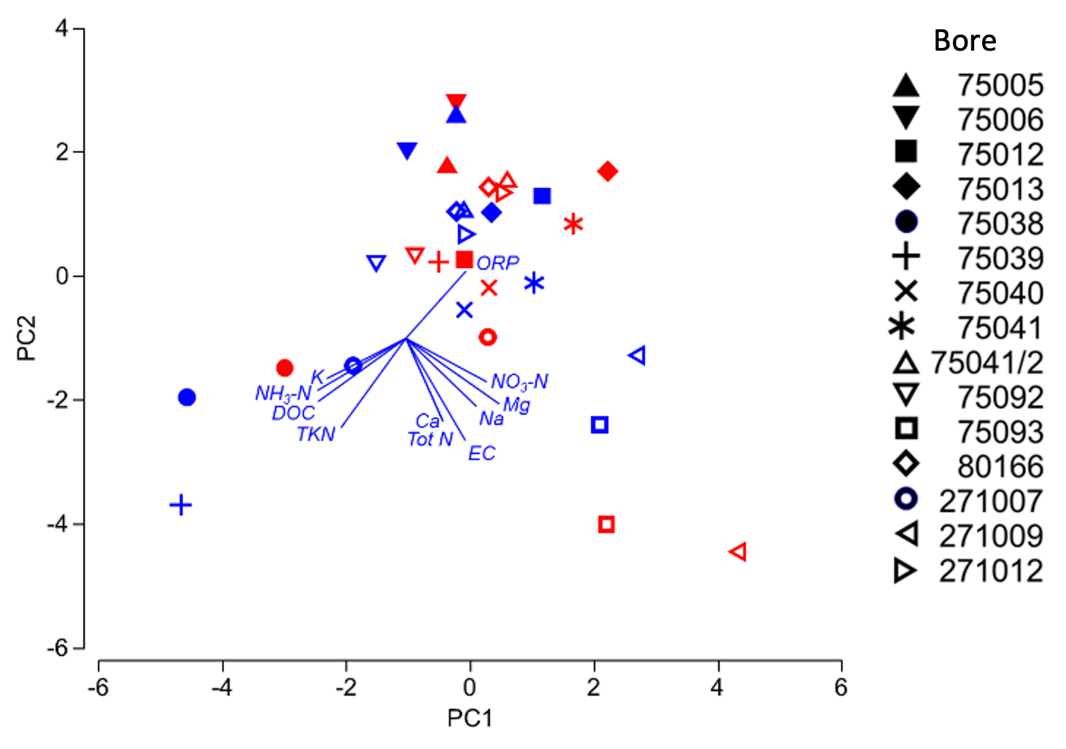 Bore
75005
75006
75012
75013
75038
75039
75040
75041
75041/2
75092
75093
80166
271007
271009
271012
4
2
0
-2
-4
-6
PC2
ORP
K
NH3-N
DOC
TKN
Ca
Tot N
EC
Na
Mg
NO3-N
-6
-4
-2
0
2
4
6
PC1